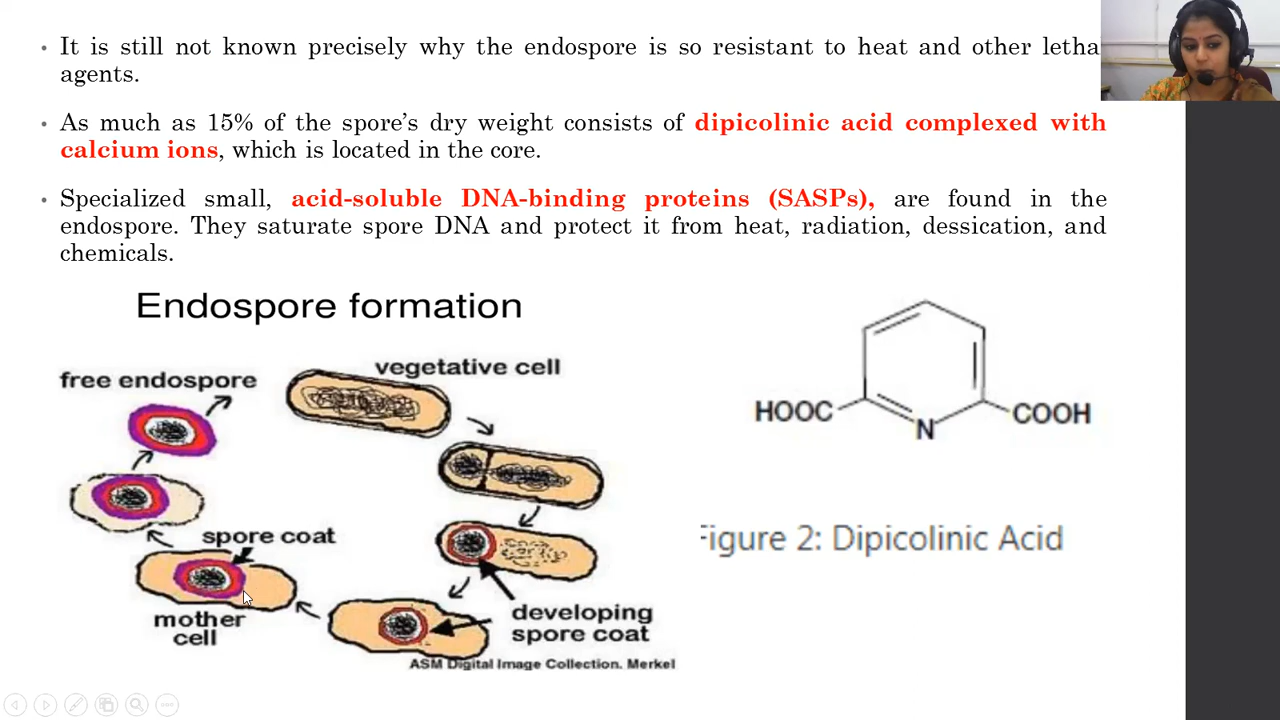 • It is still not known precisely why the endospore is so resistant to heat and other letha
agents.
• As much as 15% of the spore's dry weight consists of dipicolinic acid complexed with
calcium ions, which is located in the core.
• Specialized small, acid-soluble DNA-binding proteins (SASPs), are found in the
endospore. They saturate spore DNA and protect it from heat, radiation, dessication, and
chemicals.
Endospore formation
vegetative cell
free endospore
spore coat
mother
cell
developing
spore coat
ASM Digital Image Collection. Merkel
HOOC
N
COOH
Figure 2: Dipicolinic Acid